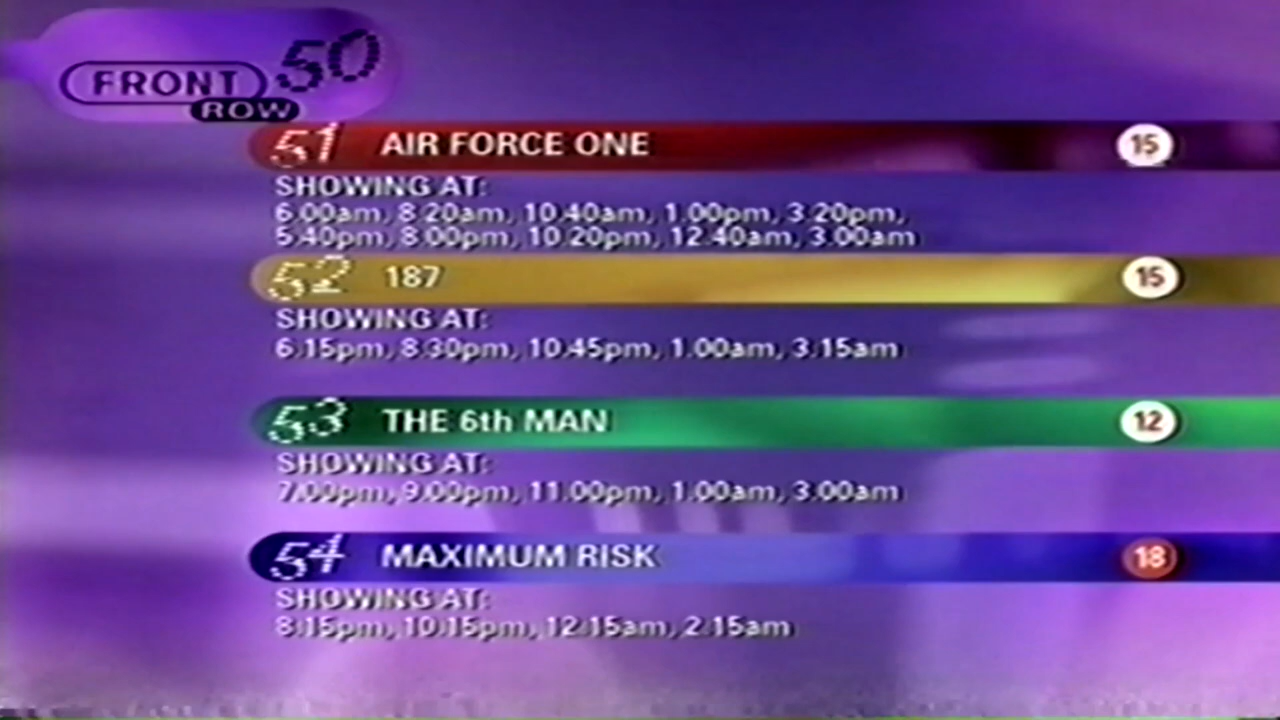 FRONT ROW 50
51 AIR FORCE ONE 15
SHOWING AT:
6.00am, 8.20am, 10.40am, 1.00pm, 3.20pm,
5.40pm, 8.00pm, 10.20pm, 12.40am, 3.00am
52 187 15
SHOWING AT:
6.15pm, 8.30pm, 10.45pm, 1.00am, 3.15am
53 THE 6th MAN 12
SHOWING AT:
7.00pm, 9.00pm, 11.00pm, 1.00am, 3.00am
54 MAXIMUM RISK 18
SHOWING AT:
8.15pm, 10.15pm, 12.15am, 2.15am